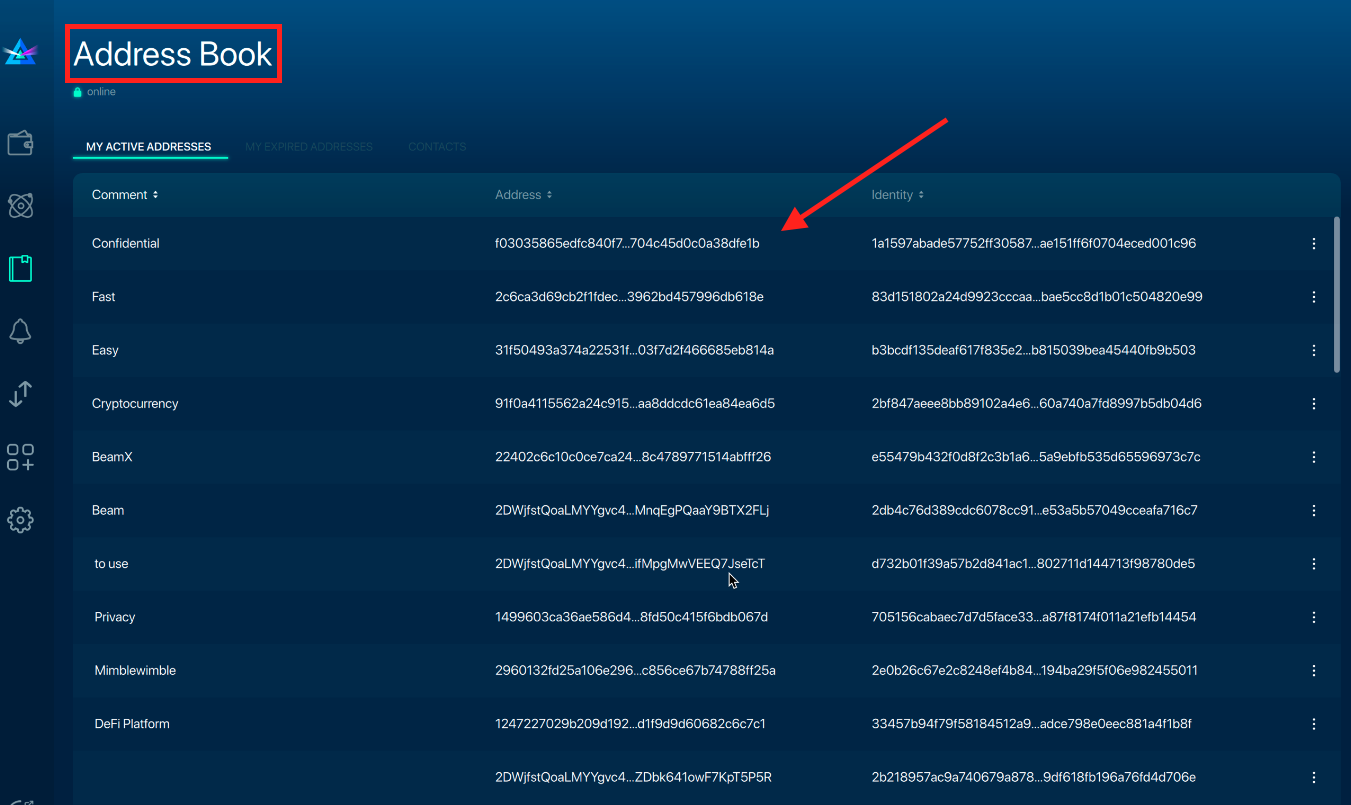 Address Book
online
MY ACTIVE ADDRESSES MY EXPIRED ADDRESSES CONTACTS
Comment Address Identity
Confidential f03035865edfc840f7...704c45d0c0a38dfe1b 1a1597abade57752ff30587...ae151ff6f0704eced001c96
Fast 2c6ca3d69cb2f1fdec...3962bd457996db618e 83d151802a24d9923cccaa...bae5cc8d1b01c504820e99
Easy 31f50493a374a22531f...03f7d2f466685eb814a b3bcdf135deaf617f835e2...b815039bea45440fb9b503
Cryptocurrency 91f0a4115562a24c915...aa8ddcdc61ea84ea6d5 2bf847aeee8bb89102a4e6...60a740a7fd8997b5db04d6
BeamX 22402c6c10c0ce7ca24...8c4789771514abfff26 e55479b432f0d8f2c3b1a6...5a9ebfb535d65596973c7c
Beam 2DWjfstQoaLMYYgvc4...MnqEgPQaaY9BTX2FLj 2db4c76d389cdc6078cc91...e53a5b57049cceafa716c7
to use 2DWjfstQoaLMYYgvc4...ifMpgMwVEEQ7JseTcT d732b01f39a57b2d841ac1...802711d144713f98780de5
Privacy 1499603ca36ae586d4...8fd50c415f6bdb067d 705156cabaec7d7d5face33...a87f8174f011a21efb14454
Mimblewimble 2960132fd25a106e296...c856ce67b74788ff25a 2e0b26c67e2c8248ef4b84...194ba29f5f06e982455011
DeFi Platform 1247227029b209d192...d1f9d9d60682c6c7c1 33457b94f79f58184512a9...adce798e0eec881a4f1b8f
2DWjfstQoaLMYYgvc4...ZDbk641owF7KpT5P5R 2b218957ac9a740679a878...9df618fb196a76fd4d706e